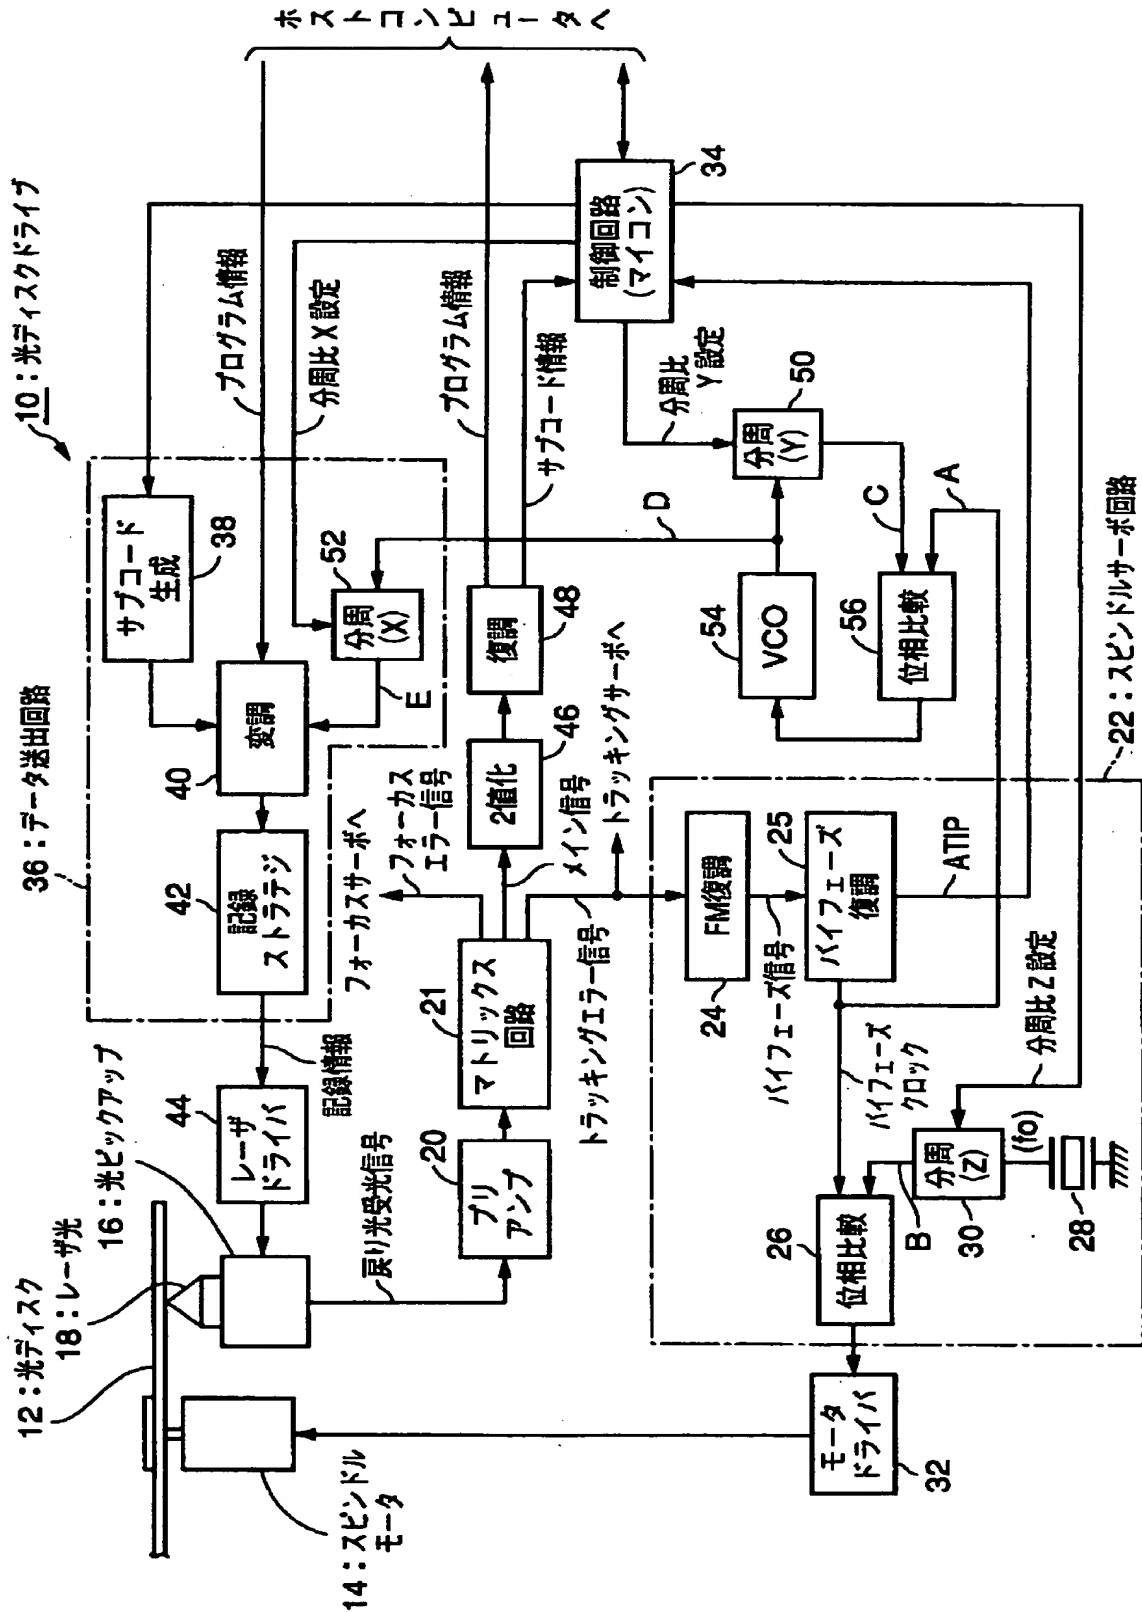 10：光ディスクドライブ
ホストコンピュータへ
36：データ送出回路
プログラム情報
分周比X設定
サブコード
生成
38
52
分周
(X)
E
変調
40
42
記録
ストラテジ
記録情報
44
レーザ
ドライバ
16：光ピックアップ
18：レーザ光
12：光ディスク
14：スピンドル
モータ
戻り光受光信号
20
プリ
アンプ
21
マトリックス
回路
フォーカスサーボへ
フォーカス
エラー信号
メイン信号
トラッキングエラー信号
トラッキングサーボへ
2値化
46
復調
48
プログラム情報
サブコード情報
制御回路
(マイコン)
34
分周比
Y設定
分周
(Y)
50
D
C
A
54
VCO
56
位相比較
22：スピンドルサーボ回路
FM復調
24
バイフェーズ信号
25
バイフェーズ
復調
ATIP
バイフェーズ
クロック
分周比Z設定
26
位相比較
B
分周
(Z)
30
(fo)
28
モータ
ドライバ
32